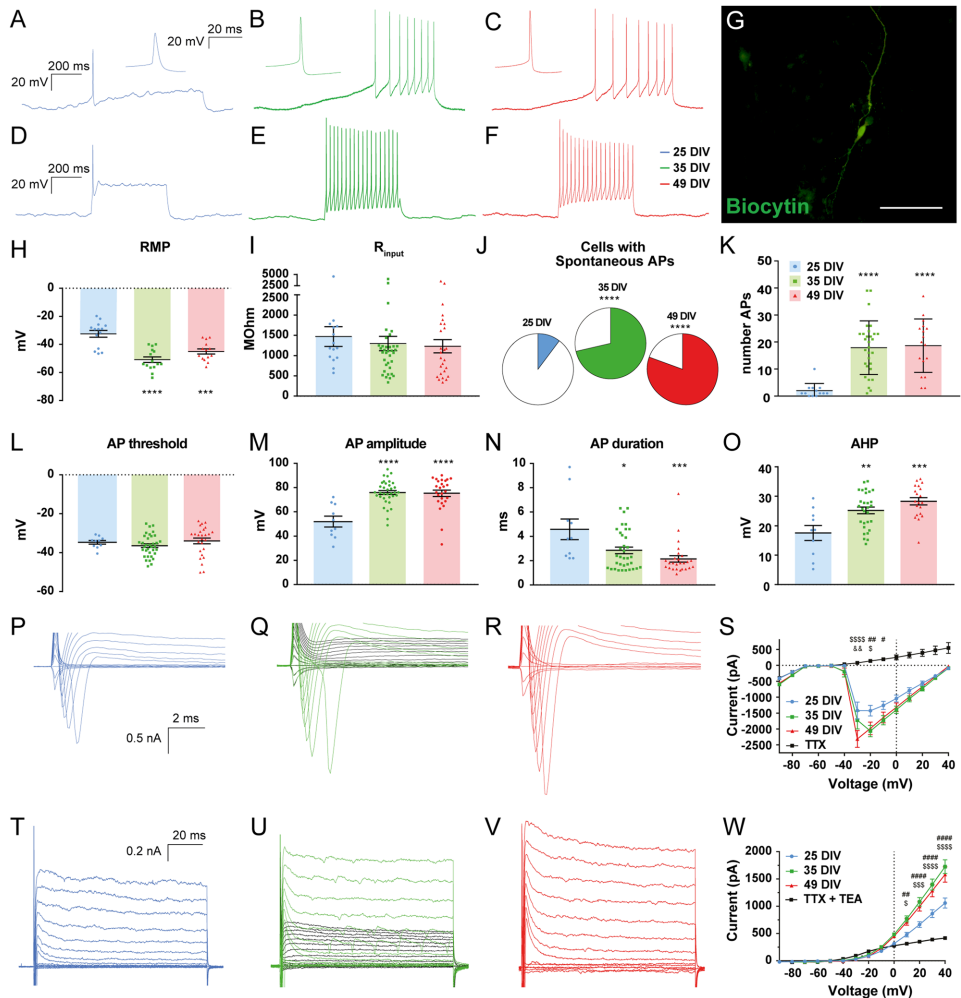 A
20 mV
20 ms
200 ms
20 mV
B
C
G
Biocytin
D
200 ms
20 mV
E
F
25 DIV
35 DIV
49 DIV
H
RMP
0
-20
-40
-60
-80
mV
****
***
I
Rinput
5000
4000
3000
2000
1500
1000
500
0
MOhm
J
Cells with
Spontaneous APs
25 DIV
35 DIV
****
49 DIV
****
K
25 DIV
35 DIV
49 DIV
50
40
30
20
10
0
number APs
****
****
L
AP threshold
0
-20
-40
-60
mV
M
AP amplitude
100
80
60
40
20
0
mV
****
****
N
AP duration
10
8
6
4
2
0
ms
*
***
O
AHP
40
30
20
10
0
mV
**
***
P
0.5 nA
2 ms
Q
R
S
$$$$ ## #
&& $
500
0
-500
-1000
-1500
-2000
-2500
Current (pA)
25 DIV
35 DIV
49 DIV
TTX
-80 -60 -40 -20 0 20 40
Voltage (mV)
T
20 ms
0.2 nA
U
V
W
####
$$$$
####
$$$$
####
$$$
##
$
2000
1500
1000
500
0
Current (pA)
25 DIV
35 DIV
49 DIV
TTX + TEA
-80 -60 -40 -20 0 20 40
Voltage (mV)